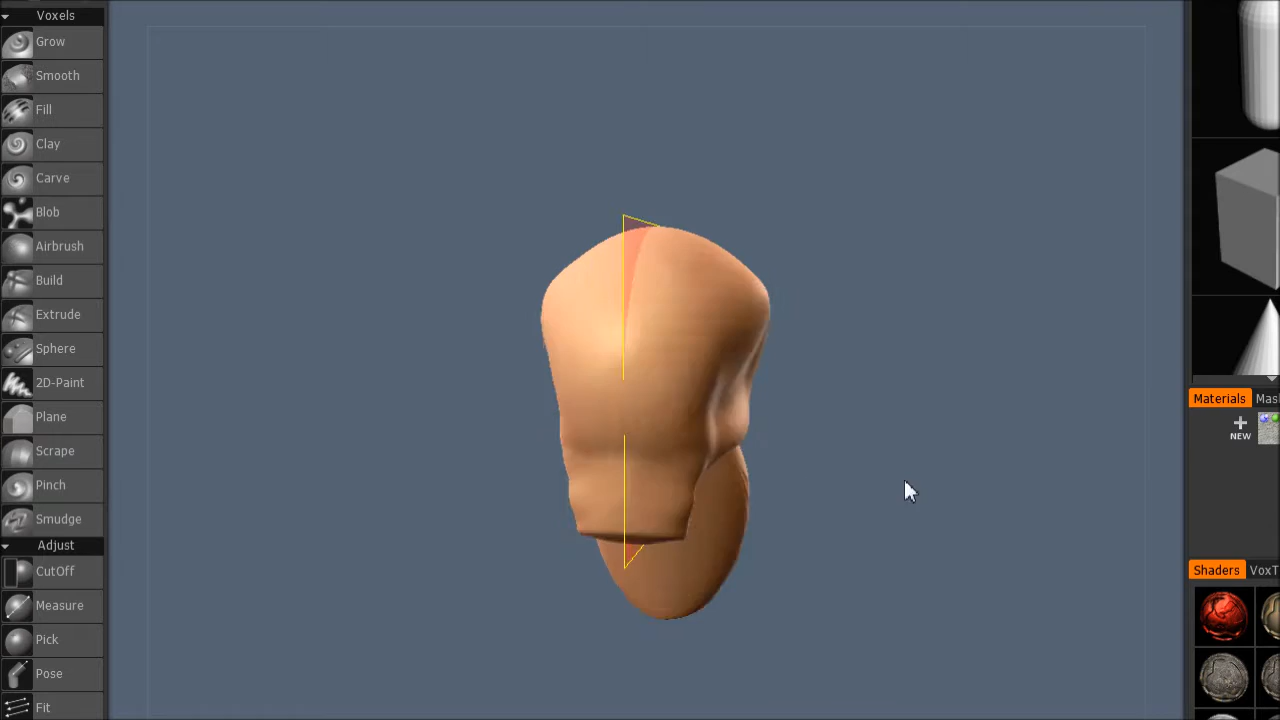 Voxels
Grow
Smooth
Fill
Clay
Carve
Blob
Airbrush
Build
Extrude
Sphere
2D-Paint
Plane
Scrape
Pinch
Smudge
Adjust
CutOff
Measure
Pick
Pose
Fit
Materials
NEW
Shaders